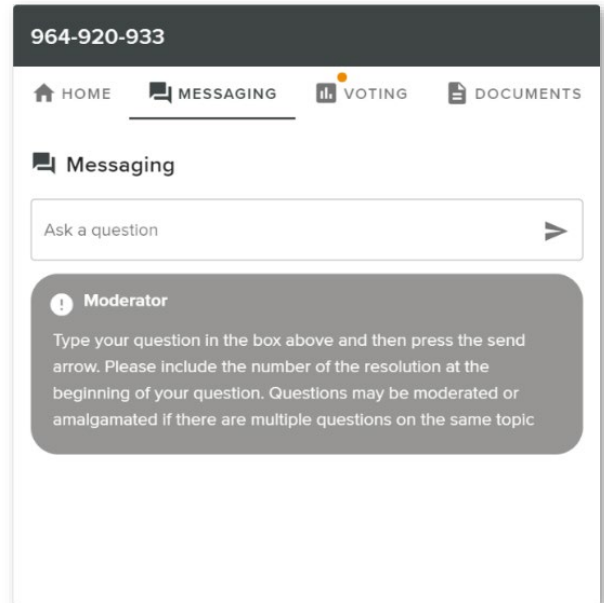 964-920-933
HOME MESSAGING VOTING DOCUMENTS
Messaging
Ask a question
Moderator
Type your question in the box above and then press the send
arrow. Please include the number of the resolution at the
beginning of your question. Questions may be moderated or
amalgamated if there are multiple questions on the same topic